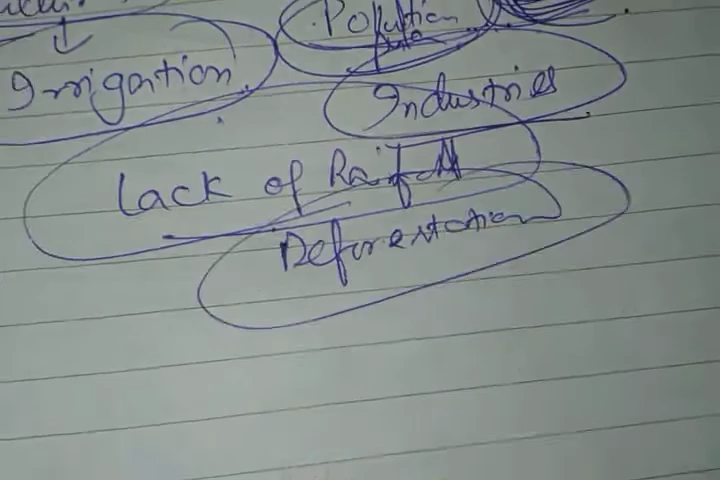 Pollution
Irrigation
Industries
Lack of Rainfall
Deforestation